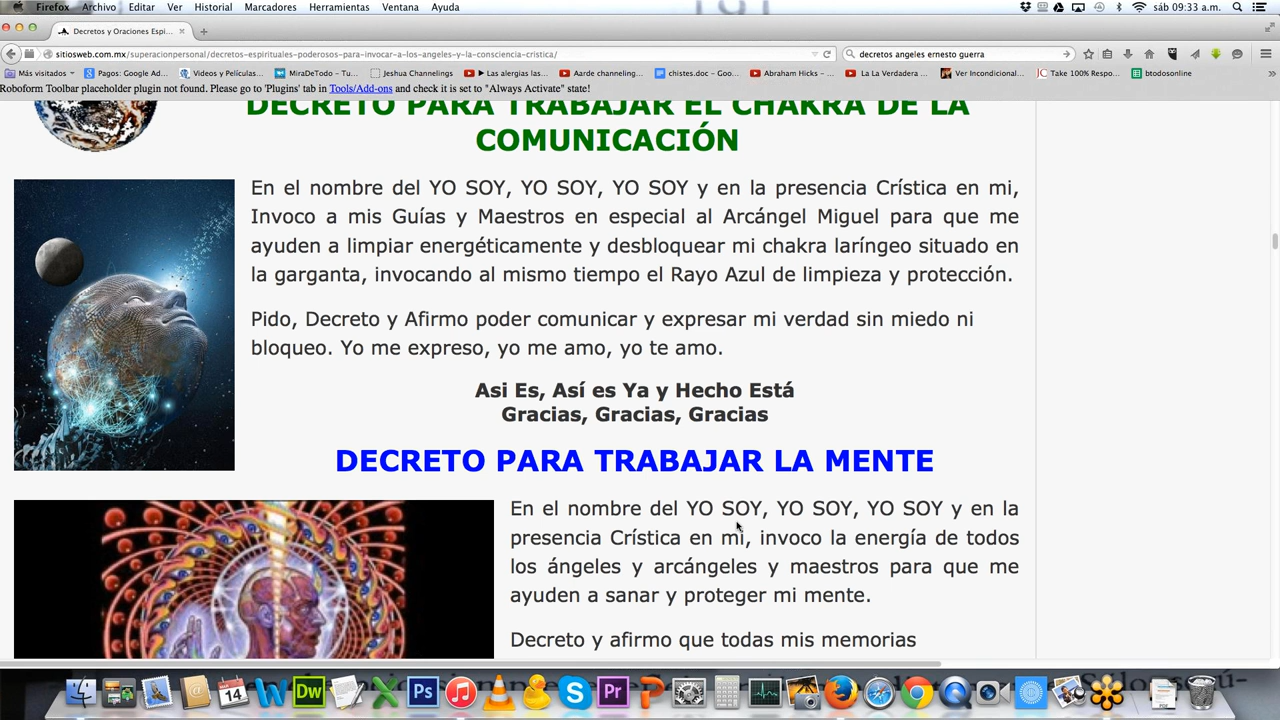 Firefox Archivo Editar Ver Historial Marcadores Herramientas Ventana Ayuda sáb 09:33 a.m.
Decretos y Oraciones Espi...
sitiosweb.com.mx/superacionpersonal/decretos-espirituales-poderosos-para-invocar-a-los-angeles-y-la-consciencia-cristica/ decretos angeles ernesto guerra
Más visitados Pagos: Google Ad... Videos y Películas... MiraDeTodo - Tu... Jeshua Channelings ▶ Las alergias las... Aarde channeling... chistes.doc - Goo... Abraham Hicks - La La Verdadera ... Ver Incondicional... Take 100% Respo... btodosonline
Roboform Toolbar placeholder plugin not found. Please go to 'Plugins' tab in Tools/Add-ons and check it is set to "Always Activate" state!
DECRETO PARA TRABAJAR EL CHAKRA DE LA
COMUNICACIÓN
En el nombre del YO SOY, YO SOY, YO SOY y en la presencia Crística en mi,
Invoco a mis Guías y Maestros en especial al Arcángel Miguel para que me
ayuden a limpiar energéticamente y desbloquear mi chakra laríngeo situado en
la garganta, invocando al mismo tiempo el Rayo Azul de limpieza y protección.
Pido, Decreto y Afirmo poder comunicar y expresar mi verdad sin miedo ni
bloqueo. Yo me expreso, yo me amo, yo te amo.
Asi Es, Así es Ya y Hecho Está
Gracias, Gracias, Gracias
DECRETO PARA TRABAJAR LA MENTE
En el nombre del YO SOY, YO SOY, YO SOY y en la
presencia Crística en mi, invoco la energía de todos
los ángeles y arcángeles y maestros para que me
ayuden a sanar y proteger mi mente.
Decreto y afirmo que todas mis memorias
14 Dw Ps Pr